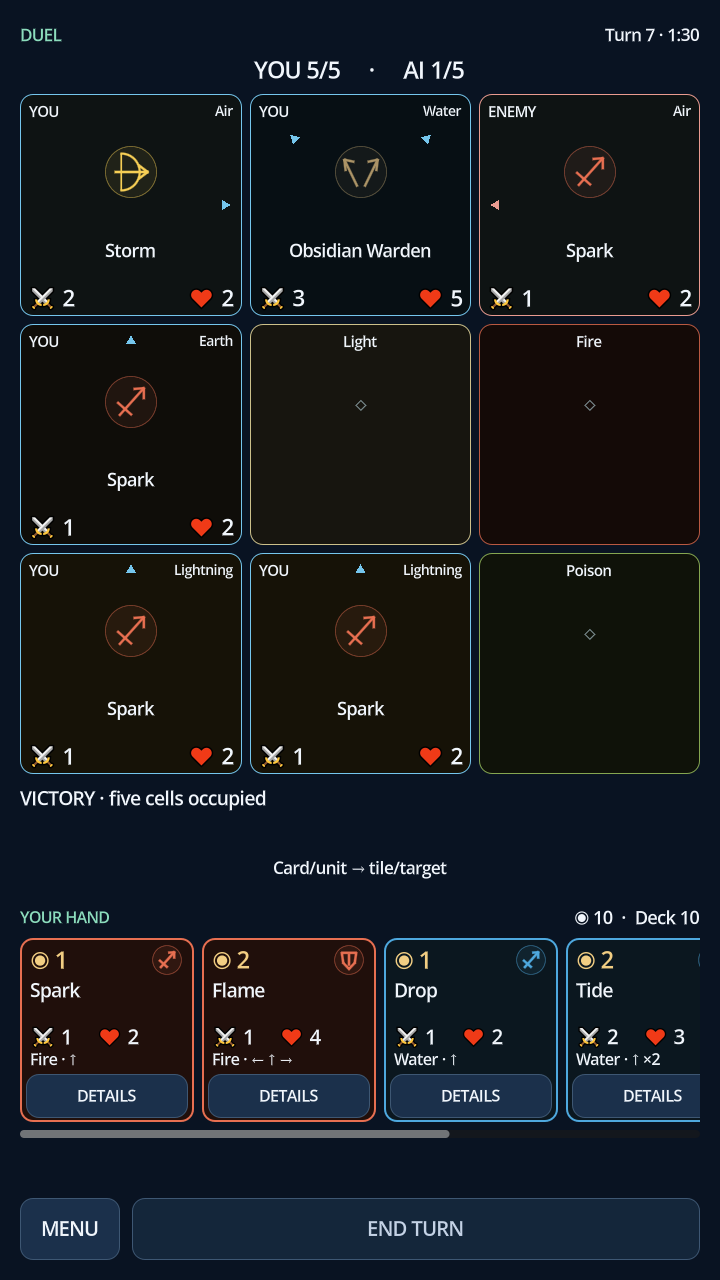 DUEL
Turn 7 · 1:30
YOU 5/5 · AI 1/5
YOU Air
Storm
2 2
YOU Water
Obsidian Warden
3 5
ENEMY Air
Spark
1 2
YOU Earth
Spark
1 2
Light
Fire
YOU Lightning
Spark
1 2
YOU Lightning
Spark
1 2
Poison
VICTORY · five cells occupied
Card/unit → tile/target
YOUR HAND
◉ 10 · Deck 10
◉ 1
Spark
1 2
Fire · ↑
DETAILS
◉ 2
Flame
1 4
Fire · ← ↑ →
DETAILS
◉ 1
Drop
1 2
Water · ↑
DETAILS
◉ 2
Tide
2 3
Water · ↑ ×2
DETAILS
MENU
END TURN